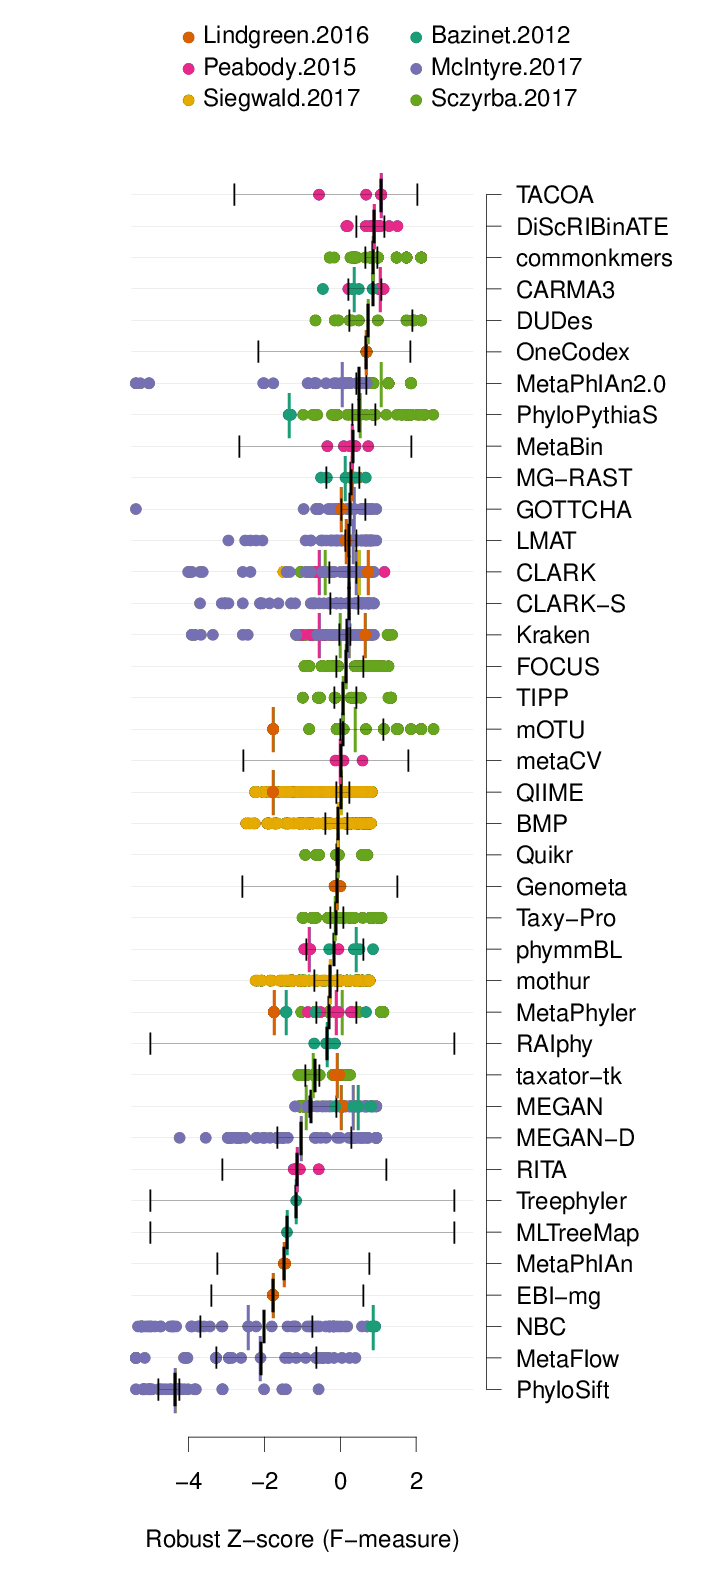 Lindgreen.2016 Bazinet.2012
Peabody.2015 McIntyre.2017
Siegwald.2017 Sczyrba.2017
TACOA
DiScRIBinATE
commonkmers
CARMA3
DUDes
OneCodex
MetaPhlAn2.0
PhyloPythiaS
MetaBin
MG−RAST
GOTTCHA
LMAT
CLARK
CLARK−S
Kraken
FOCUS
TIPP
mOTU
metaCV
QIIME
BMP
Quikr
Genometa
Taxy−Pro
phymmBL
mothur
MetaPhyler
RAIphy
taxator−tk
MEGAN
MEGAN−D
RITA
Treephyler
MLTreeMap
MetaPhlAn
EBI−mg
NBC
MetaFlow
PhyloSift
−4 −2 0 2
Robust Z−score (F−measure)